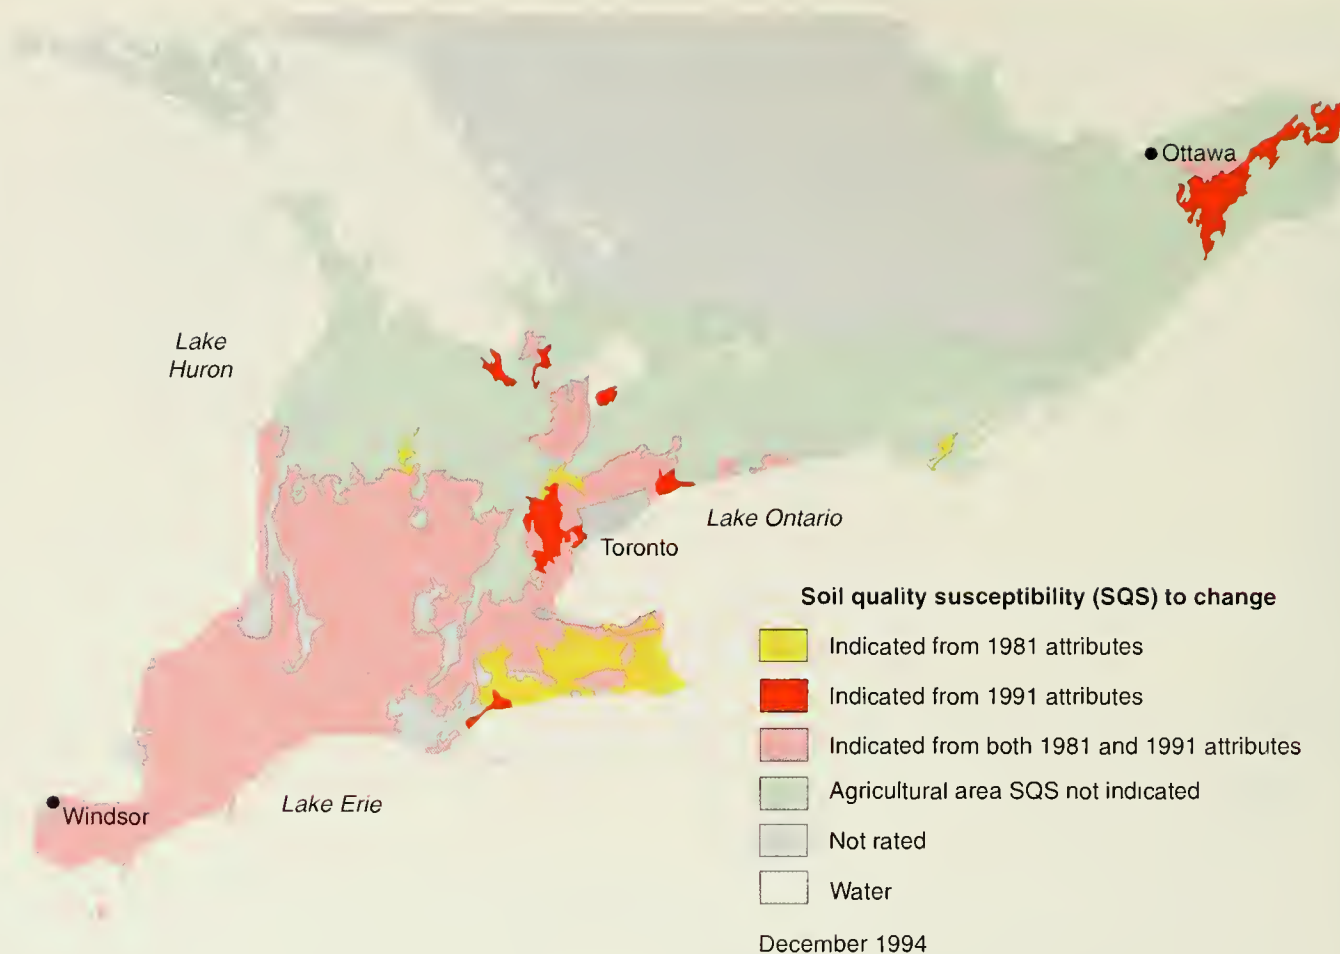 Ottawa
Lake
Huron
Lake Ontario
Toronto
Soil quality susceptibility (SQS) to change
Indicated from 1981 attributes
Indicated from 1991 attributes
Indicated from both 1981 and 1991 attributes
Agricultural area SQS not indicated
Not rated
Water
Lake Erie
Windsor
December 1994